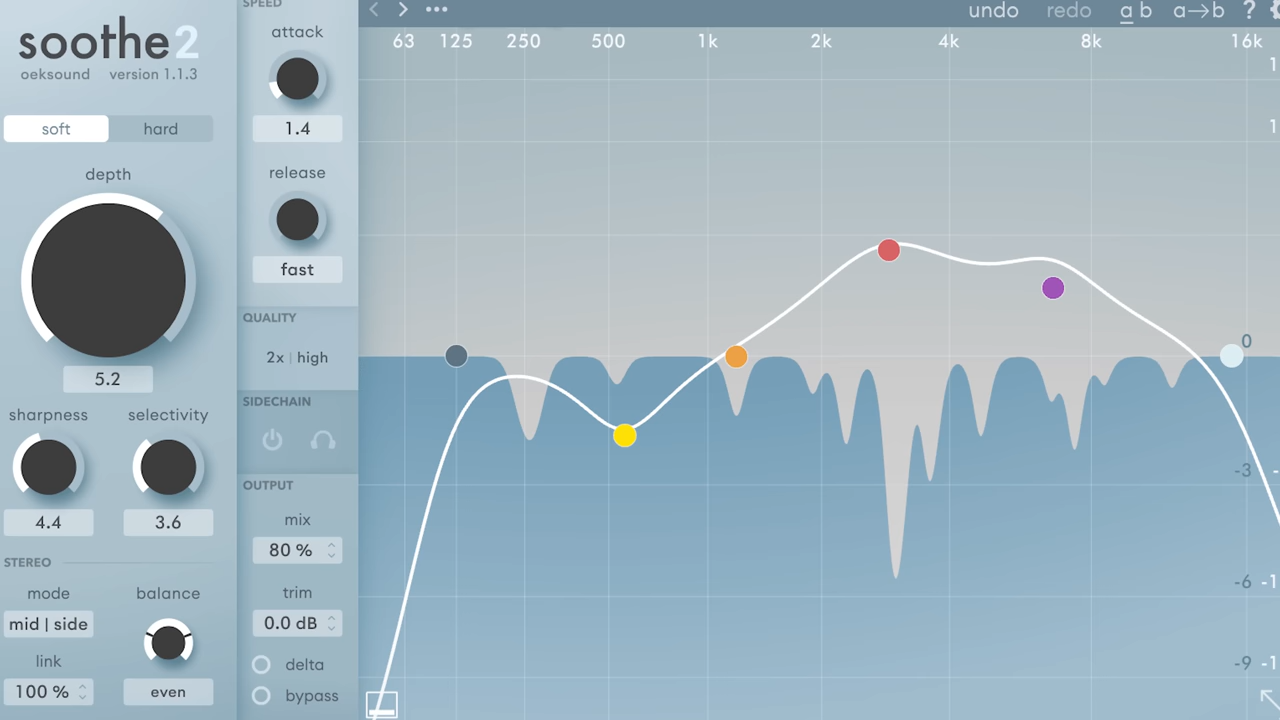 soothe2
oeksound version 1.1.3
soft hard
depth
5.2
sharpness selectivity
4.4 3.6
STEREO
mode balance
mid | side
link
100 % even
SPEED
attack
1.4
release
fast
QUALITY
2x | high
SIDECHAIN
OUTPUT
mix
80 %
trim
0.0 dB
delta
bypass
undo redo a b a→b ?
63 125 250 500 1k 2k 4k 8k 16k
0
-3
-6
-9